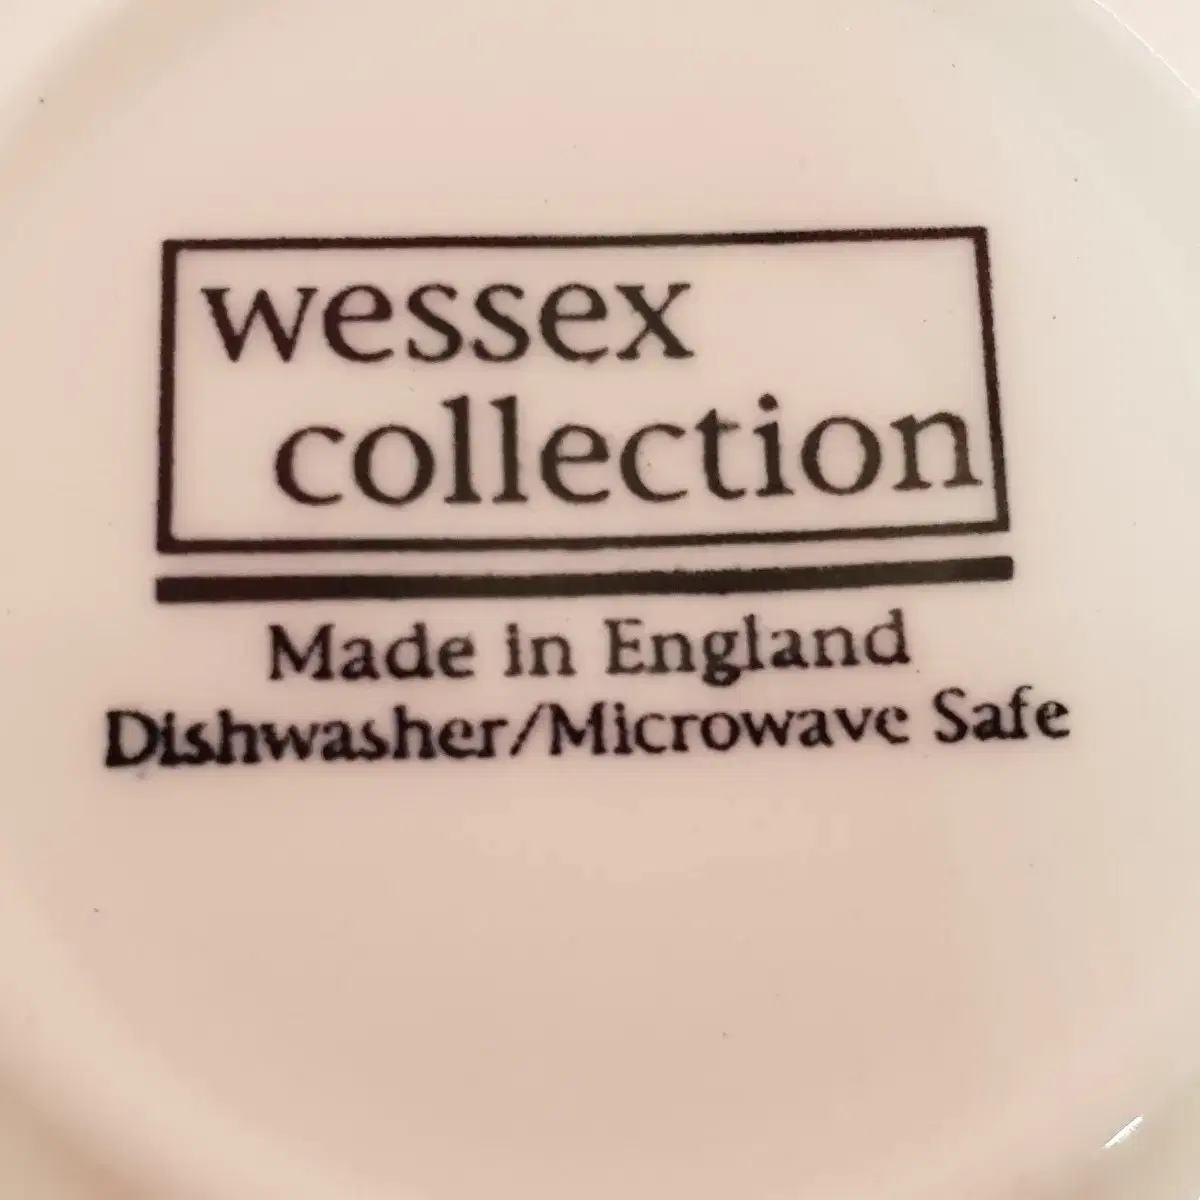 wessex
collection
Made in England
Dishwasher/Microwave Safe